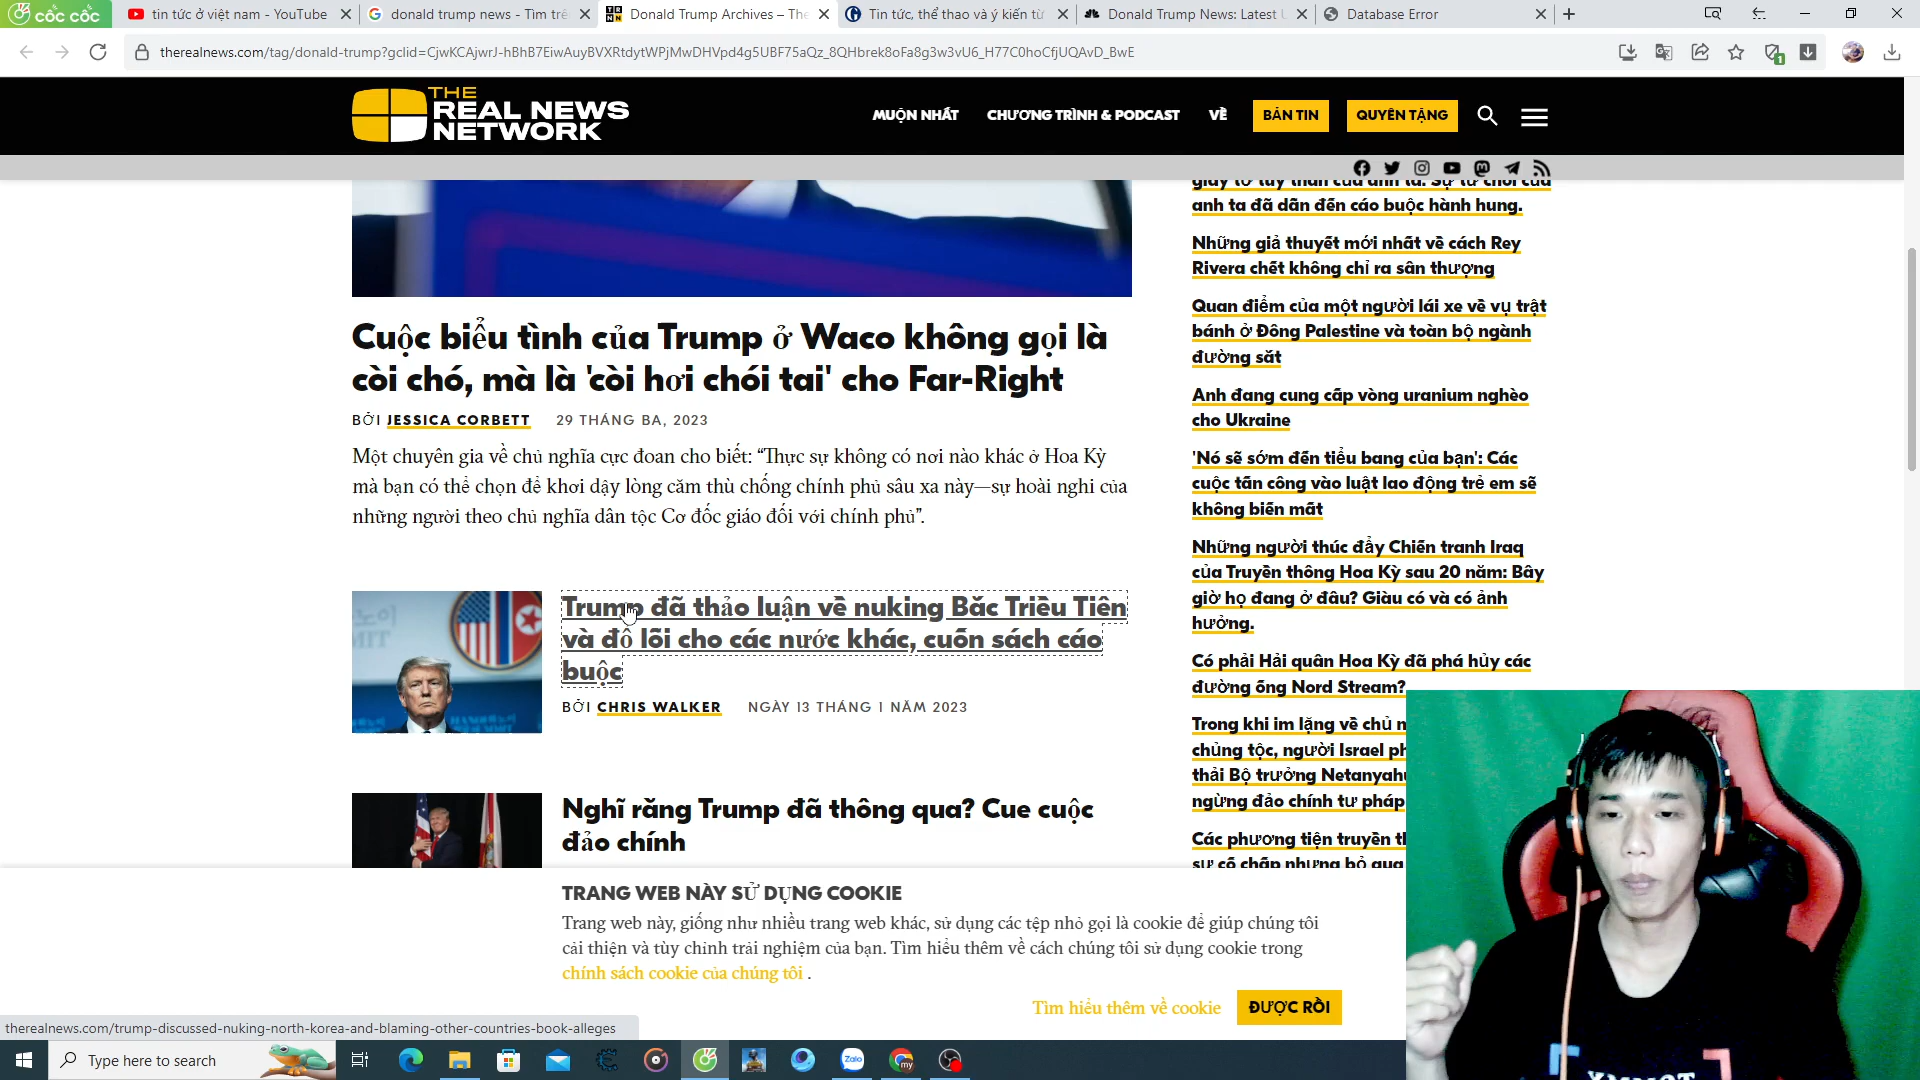 cốc cốc
tin tức ở việt nam - YouTube
donald trump news - Tìm trê
Donald Trump Archives – The
Tin tức, thể thao và ý kiến từ
Donald Trump News: Latest U
Database Error
therealnews.com/tag/donald-trump?gclid=CjwKCAjwrJ-hBhB7EiwAuyBVXRtdytWPjMwDHVpd4g5UBF75aQz_8QHbrek8oFa8g3w3vU6_H77C0hoCfjUQAvD_BwE
THE
REAL NEWS
NETWORK
MUỘN NHẤT
CHƯƠNG TRÌNH & PODCAST
VỀ
BẢN TIN
QUYÊN TẶNG
giấy tờ tùy thân của anh ta. Sự từ chối của
anh ta đã dẫn đến cáo buộc hành hung.
Những giả thuyết mới nhất về cách Rey
Rivera chết không chỉ ra sân thượng
Quan điểm của một người lái xe về vụ trật
bánh ở Đông Palestine và toàn bộ ngành
đường sắt
Anh đang cung cấp vòng uranium nghèo
cho Ukraine
'Nó sẽ sớm đến tiểu bang của bạn': Các
cuộc tấn công vào luật lao động trẻ em sẽ
không biến mất
Những người thúc đẩy Chiến tranh Iraq
của Truyền thông Hoa Kỳ sau 20 năm: Bây
giờ họ đang ở đâu? Giàu có và có ảnh
hưởng.
Có phải Hải quân Hoa Kỳ đã phá hủy các
đường ống Nord Stream?
Trong khi im lặng về chủ n
chủng tộc, người Israel ph
thải Bộ trưởng Netanyahu
ngừng đảo chính tư pháp
Các phương tiện truyền th
sự cố chấp nhưng bỏ qua
Cuộc biểu tình của Trump ở Waco không gọi là
còi chó, mà là 'còi hơi chói tai' cho Far-Right
BỞI JESSICA CORBETT 29 THÁNG BA, 2023
Một chuyên gia về chủ nghĩa cực đoan cho biết: “Thực sự không có nơi nào khác ở Hoa Kỳ
mà bạn có thể chọn để khơi dậy lòng căm thù chống chính phủ sâu xa này—sự hoài nghi của
những người theo chủ nghĩa dân tộc Cơ đốc giáo đối với chính phủ”.
Trump đã thảo luận về nuking Bắc Triều Tiên
và đổ lỗi cho các nước khác, cuốn sách cáo
buộc
BỞI CHRIS WALKER NGÀY 13 THÁNG 1 NĂM 2023
Nghĩ rằng Trump đã thông qua? Cue cuộc
đảo chính
TRANG WEB NÀY SỬ DỤNG COOKIE
Trang web này, giống như nhiều trang web khác, sử dụng các tệp nhỏ gọi là cookie để giúp chúng tôi
cải thiện và tùy chỉnh trải nghiệm của bạn. Tìm hiểu thêm về cách chúng tôi sử dụng cookie trong
chính sách cookie của chúng tôi .
Tìm hiểu thêm về cookie
ĐƯỢC RỒI
therealnews.com/trump-discussed-nuking-north-korea-and-blaming-other-countries-book-alleges
Type here to search
Zalo